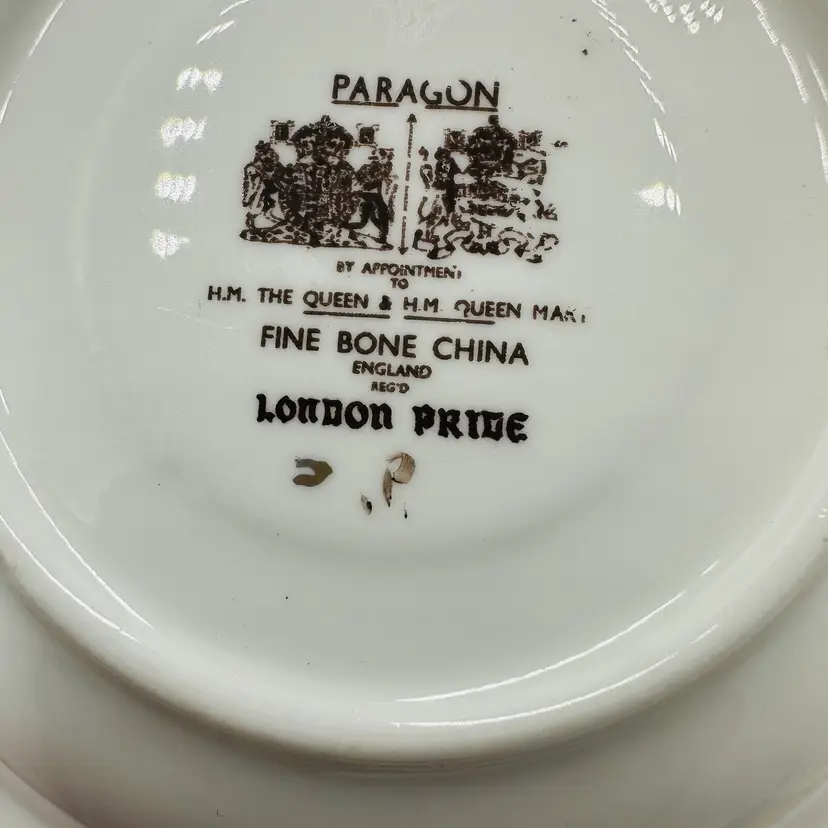 PARAGON
BY APPOINTMENT
TO
H.M. THE QUEEN & H.M. QUEEN MARY
FINE BONE CHINA
ENGLAND
REG'D
LONDON PRIDE